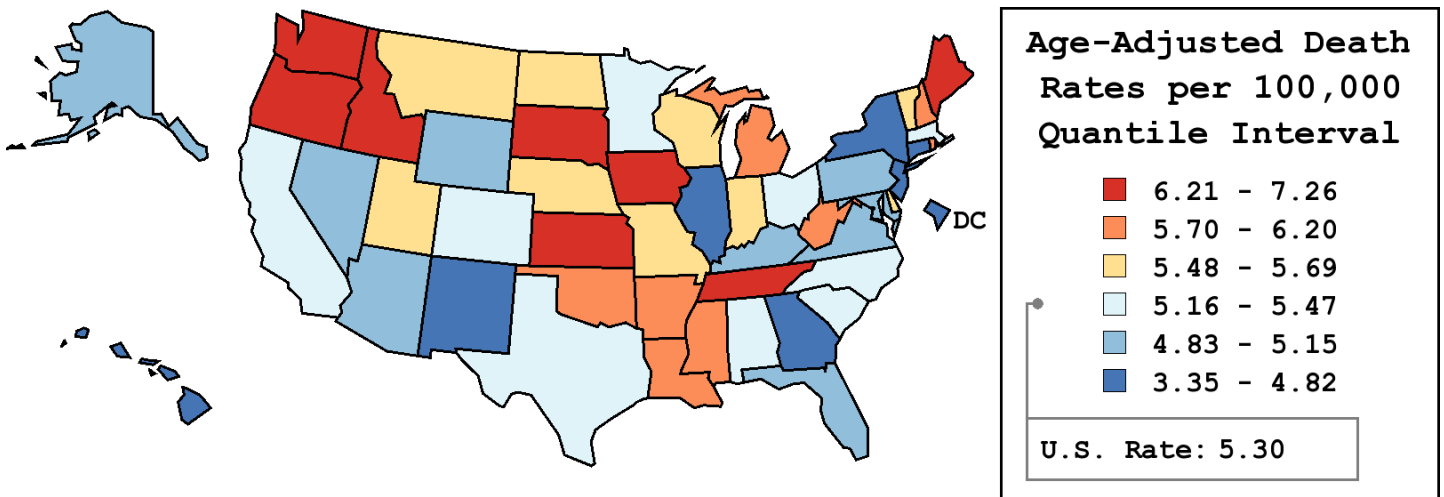 Age-Adjusted Death
Rates per 100,000
Quantile Interval
6.21 - 7.26
5.70 - 6.20
DC
5.48 - 5.69
5.16 - 5.47
4.83 - 5.15
3.35 - 4.82
U.S. Rate: 5.30